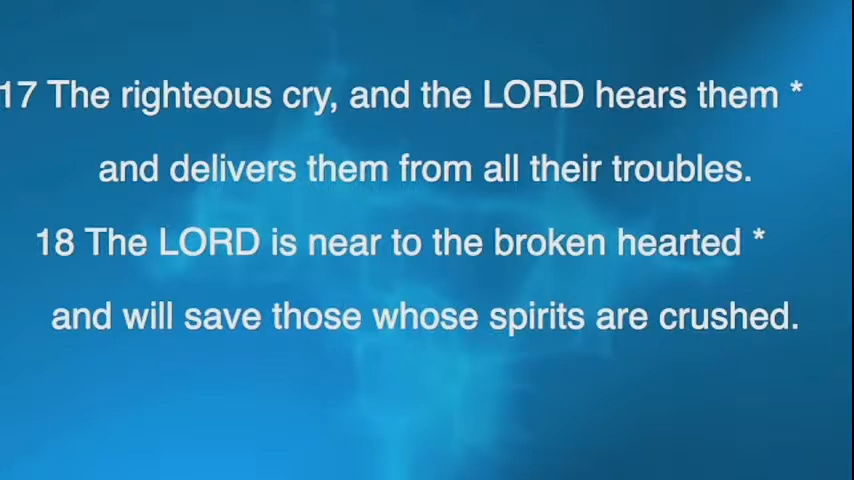 17 The righteous cry, and the LORD hears them *
and delivers them from all their troubles.
18 The LORD is near to the broken hearted *
and will save those whose spirits are crushed.